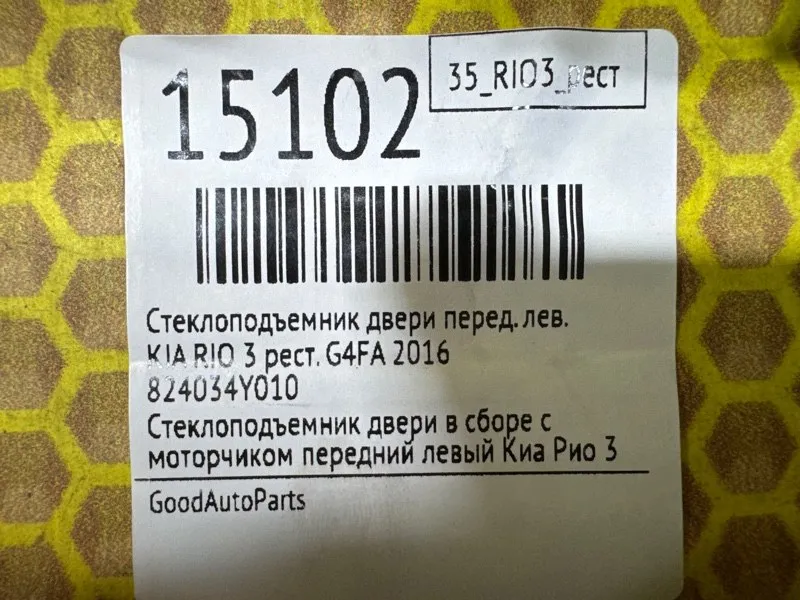 15102
35_RIO3_рест
Стеклоподъемник двери перед. лев.
KIA RIO 3 рест. G4FA 2016
824034Y010
Стеклоподъемник двери в сборе с
моторчиком передний левый Киа Рио 3
GoodAutoParts